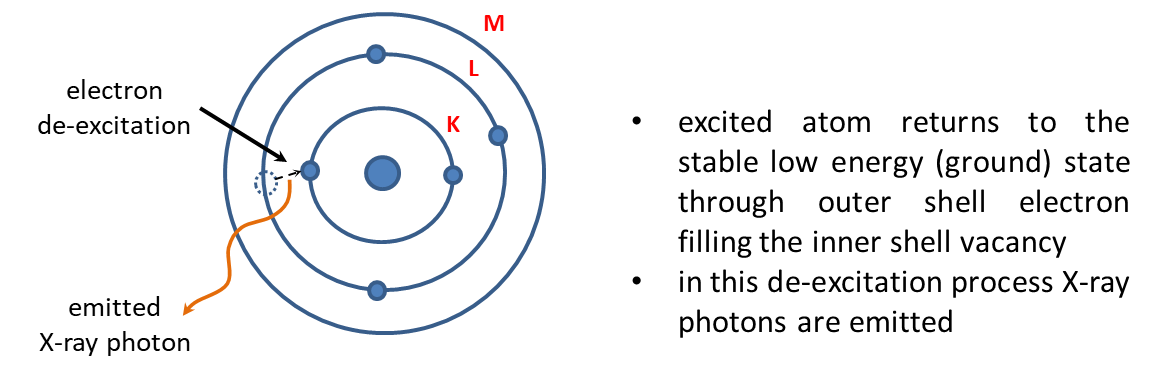 M
L
K
electron
de-excitation
emitted
X-ray photon
• excited atom returns to the
stable low energy (ground) state
through outer shell electron
filling the inner shell vacancy
• in this de-excitation process X-ray
photons are emitted